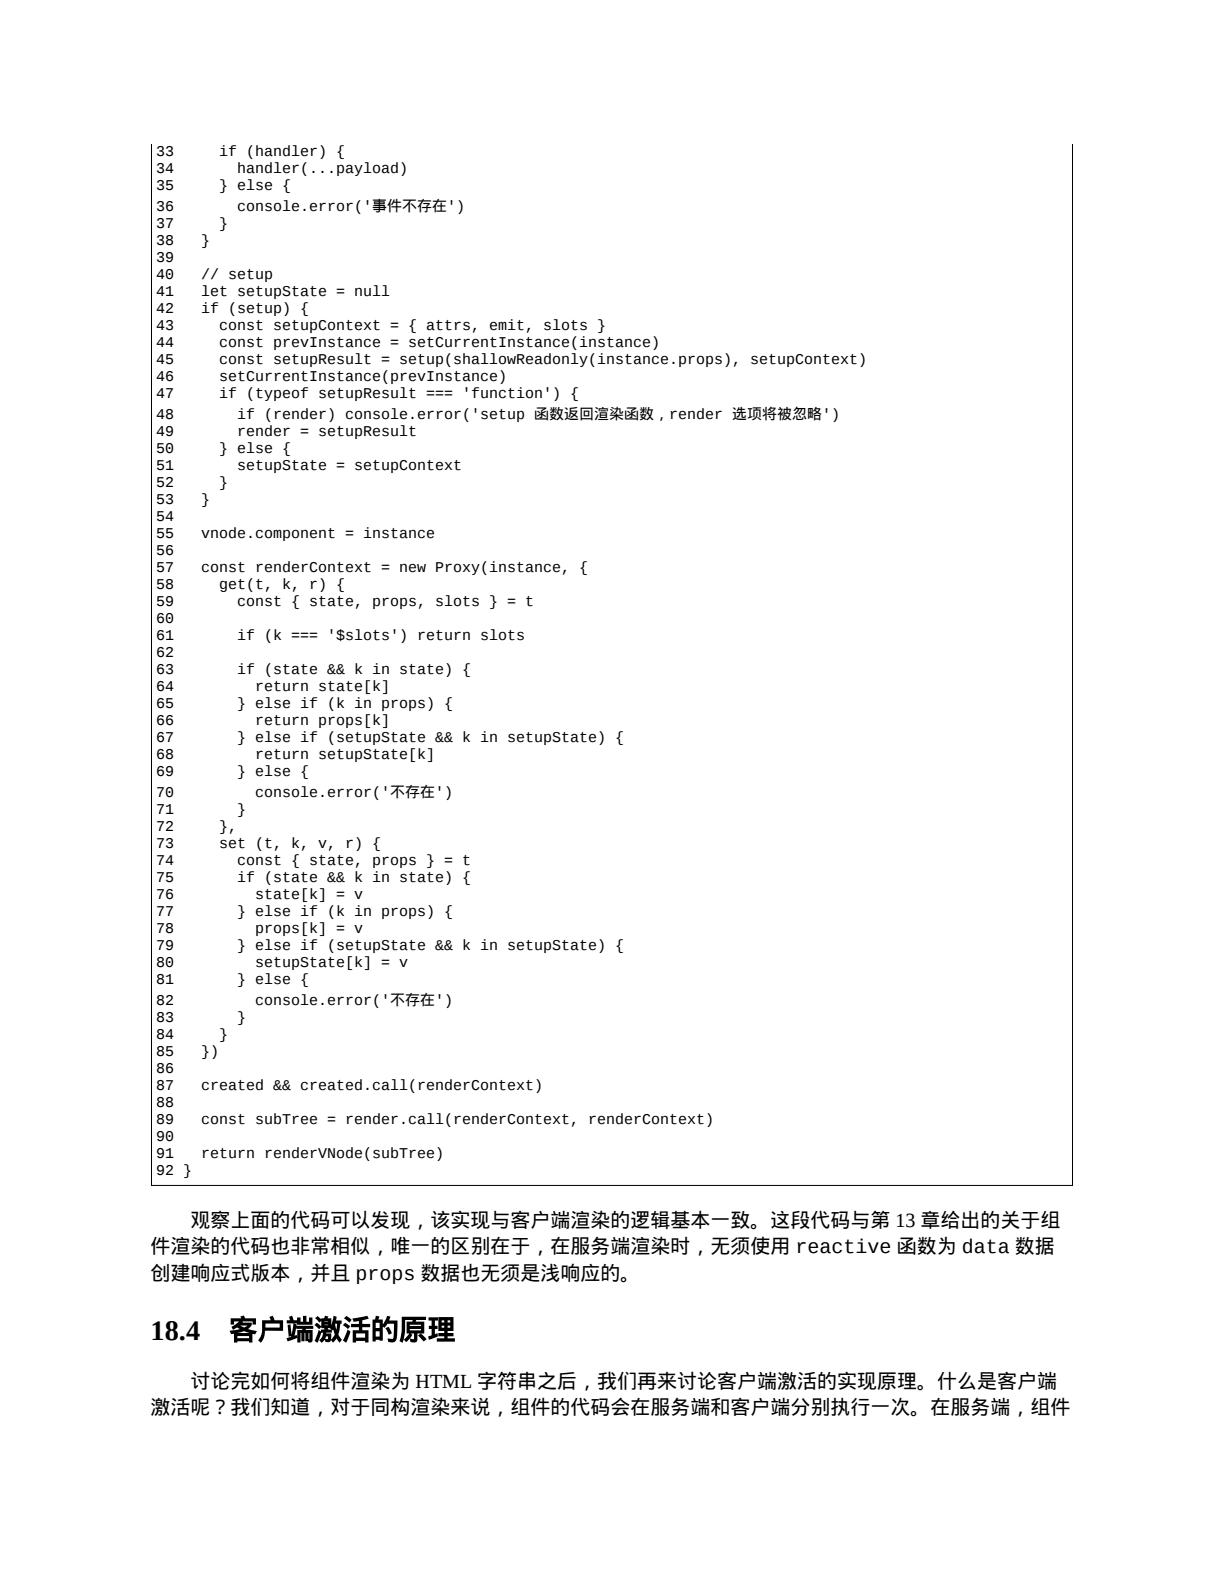 33     if (handler) {
34       handler(...payload)
35     } else {
36       console.error('事件不存在')
37     }
38   }
39
40   // setup
41   let setupState = null
42   if (setup) {
43     const setupContext = { attrs, emit, slots }
44     const prevInstance = setCurrentInstance(instance)
45     const setupResult = setup(shallowReadonly(instance.props), setupContext)
46     setCurrentInstance(prevInstance)
47     if (typeof setupResult === 'function') {
48       if (render) console.error('setup 函数返回渲染函数，render 选项将被忽略')
49       render = setupResult
50     } else {
51       setupState = setupContext
52     }
53   }
54
55   vnode.component = instance
56
57   const renderContext = new Proxy(instance, {
58     get(t, k, r) {
59       const { state, props, slots } = t
60
61       if (k === '$slots') return slots
62
63       if (state && k in state) {
64         return state[k]
65       } else if (k in props) {
66         return props[k]
67       } else if (setupState && k in setupState) {
68         return setupState[k]
69       } else {
70         console.error('不存在')
71       }
72     },
73     set (t, k, v, r) {
74       const { state, props } = t
75       if (state && k in state) {
76         state[k] = v
77       } else if (k in props) {
78         props[k] = v
79       } else if (setupState && k in setupState) {
80         setupState[k] = v
81       } else {
82         console.error('不存在')
83       }
84     }
85   })
86
87   created && created.call(renderContext)
88
89   const subTree = render.call(renderContext, renderContext)
90
91   return renderVNode(subTree)
92 }
观察上面的代码可以发现，该实现与客户端渲染的逻辑基本一致。这段代码与第 13 章给出的关于组
件渲染的代码也非常相似，唯一的区别在于，在服务端渲染时，无须使用 reactive 函数为 data 数据
创建响应式版本，并且 props 数据也无须是浅响应的。
18.4 客户端激活的原理
讨论完如何将组件渲染为 HTML 字符串之后，我们再来讨论客户端激活的实现原理。什么是客户端
激活呢？我们知道，对于同构渲染来说，组件的代码会在服务端和客户端分别执行一次。在服务端，组件